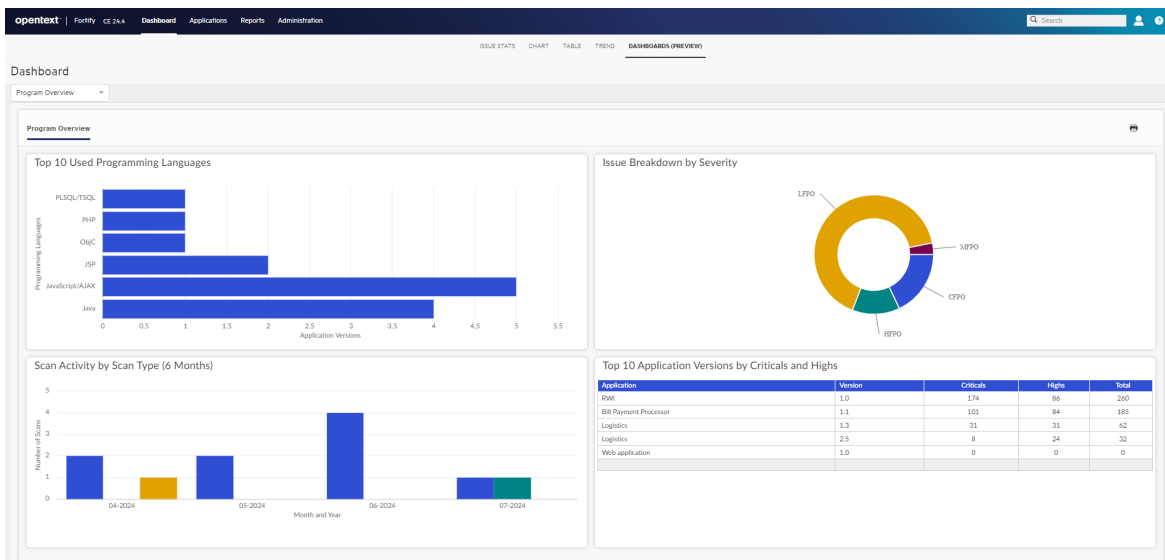 opentext | Fortify CE 24.4 Dashboard Applications Reports Administration Search
ISSUE STATS CHART TABLE TREND DASHBOARDS (PREVIEW)
Dashboard
Program Overview
Program Overview
Top 10 Used Programming Languages
Programming Languages
PLSQL/TSQL
PHP
ObjC
JSP
JavaScript/AJAX
Java
0 0.5 1 1.5 2 2.5 3 3.5 4 4.5 5 5.5
Application Versions
Issue Breakdown by Severity
LFPO
MFPO
CFPO
HFPO
Scan Activity by Scan Type (6 Months)
Number of Scans
5
4
3
2
1
0
04-2024 05-2024 06-2024 07-2024
Month and Year
Top 10 Application Versions by Criticals and Highs
Application Version Criticals Highs Total
RWI 1.0 174 86 260
Bill Payment Processor 1.1 101 84 185
Logistics 1.3 31 31 62
Logistics 2.5 8 24 32
Web application 1.0 0 0 0